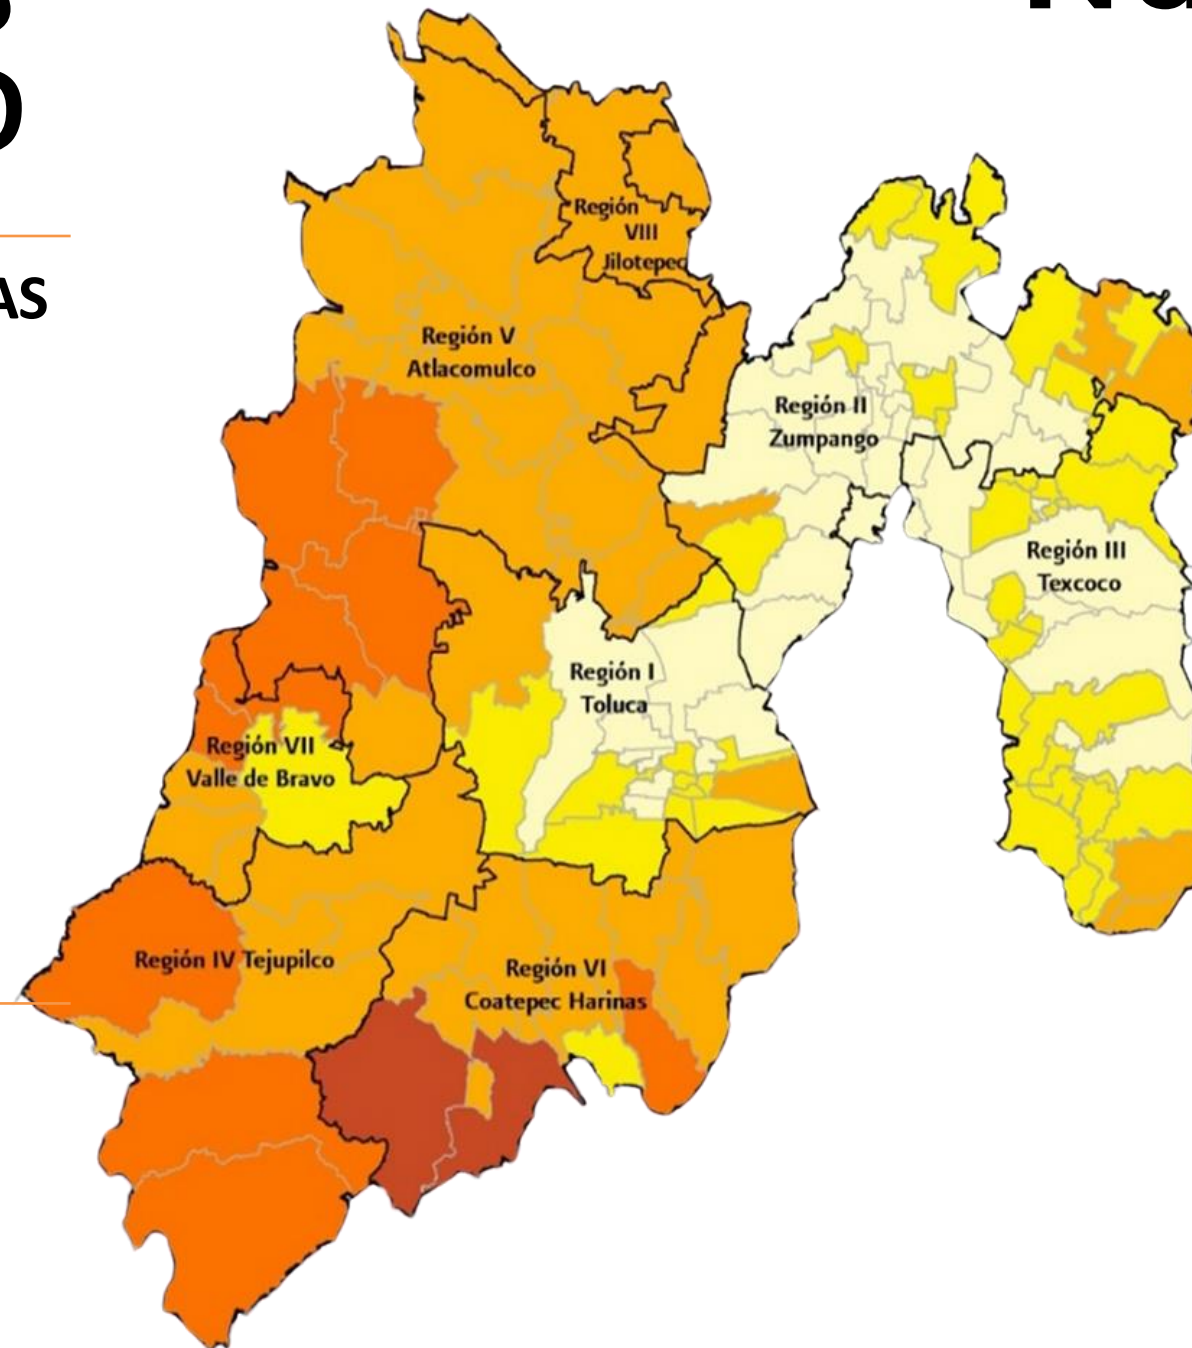 AS
Región
VIII
Jilotepec
Región V
Atlacomulco
Región II
Zumpango
Región III
Texcoco
Región I
Toluca
Región VII
Valle de Bravo
Región IV Tejupilco
Región VI
Coatepec Harinas